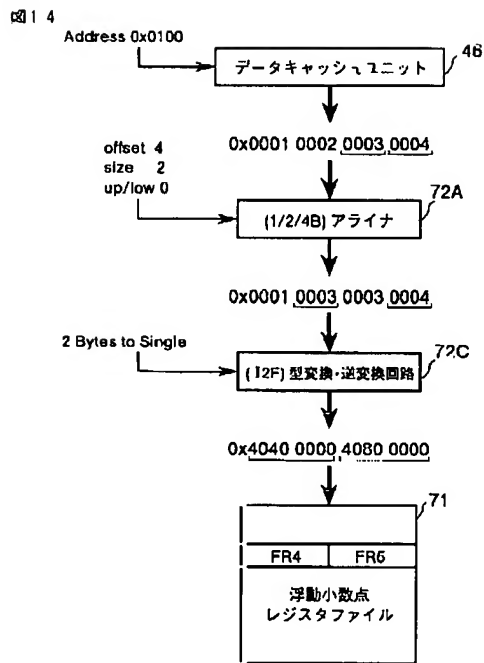 図14
Address 0x0100
データキャッシュユニット
46
0x0001 0002 0003 0004
offset 4
size 2
up/low 0
72A
(1/2/4B) アライナ
0x0001 0003 0003 0004
2 Bytes to Single
72C
(I2F) 型変換・逆変換回路
0x4040 0000 4080 0000
71
FR4
FR5
浮動小数点
レジスタファイル